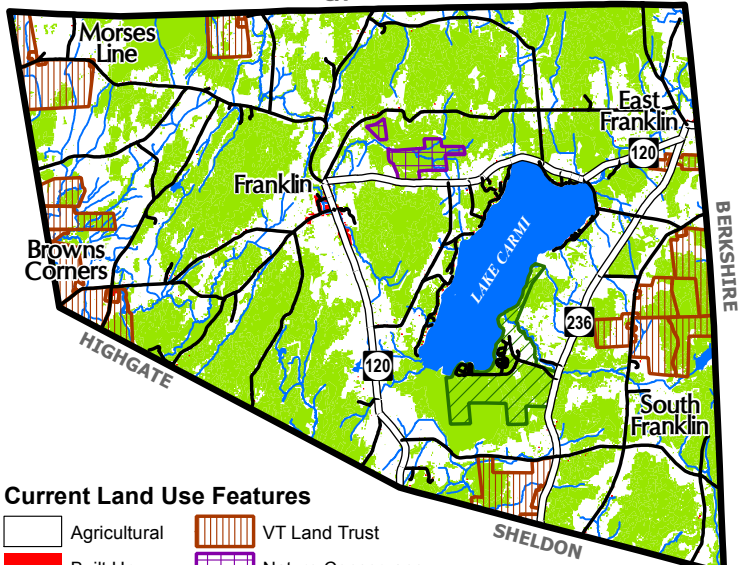 Morses
Line
East
Franklin
120
Franklin
BERKSHIRE
LAKE CARMI
Browns
Corners
236
HIGHGATE
120
South
Franklin
SHELDON
Current Land Use Features
Agricultural
VT Land Trust